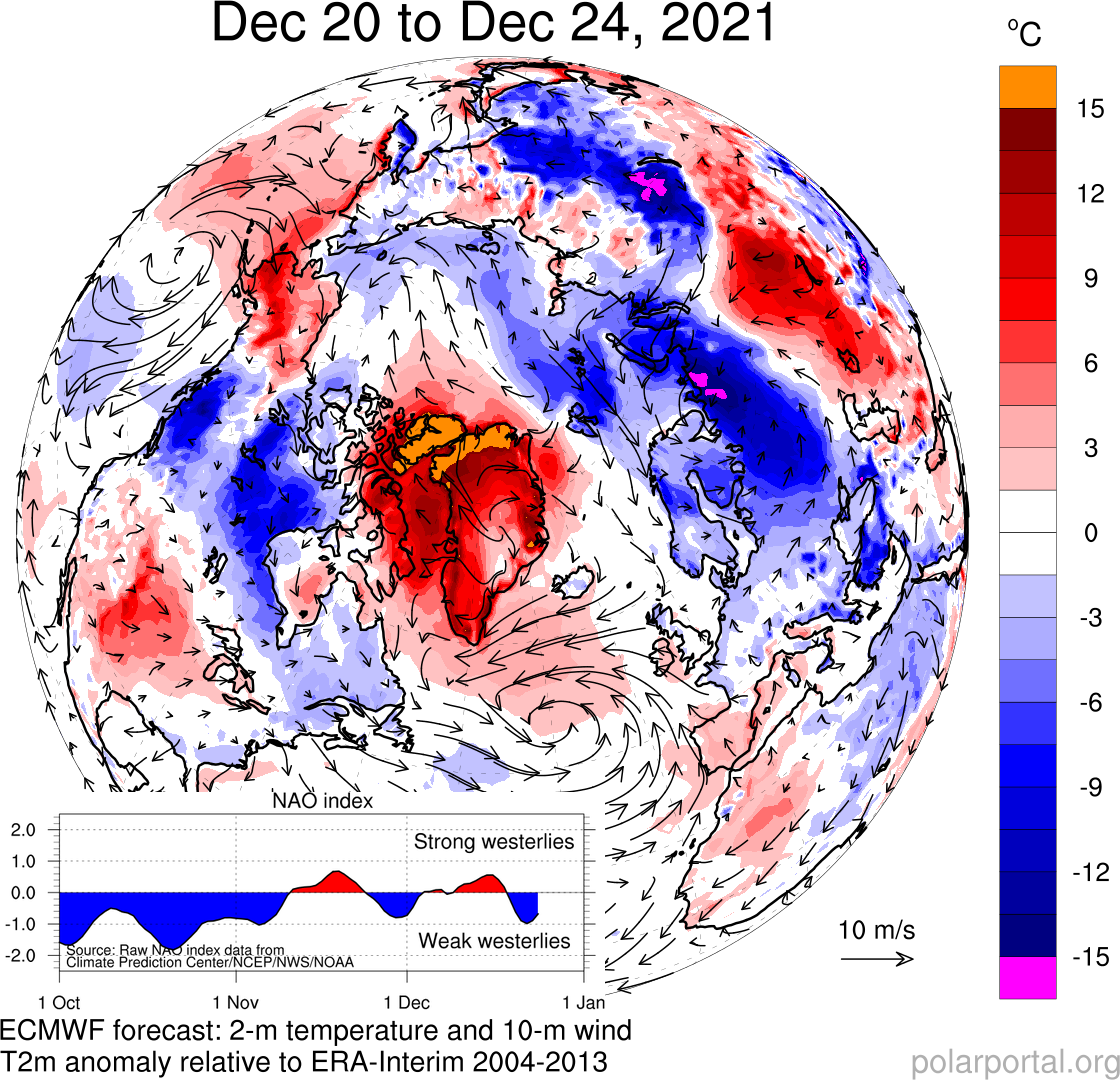 Dec 20 to Dec 24, 2021
°C
15
12
9
6
3
0
-3
-6
-9
-12
-15
10 m/s
NAO index
2.0
1.0
0.0
-1.0
-2.0
Strong westerlies
Weak westerlies
Source: Raw NAO index data from
Climate Prediction Center/NCEP/NWS/NOAA
1 Oct
1 Nov
1 Dec
1 Jan
ECMWF forecast: 2-m temperature and 10-m wind
T2m anomaly relative to ERA-Interim 2004-2013
polarportal.org